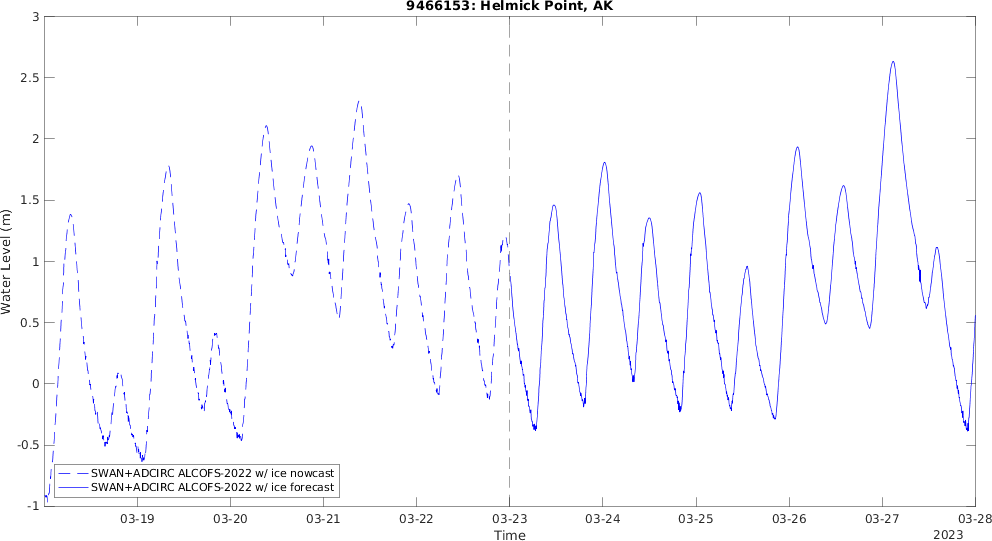 9466153: Helmick Point, AK
3
2.5
2
1.5
1
0.5
0
-0.5
-1
Water Level (m)
SWAN+ADCIRC ALCOFS-2022 w/ ice nowcast
SWAN+ADCIRC ALCOFS-2022 w/ ice forecast
03-19 03-20 03-21 03-22 03-23 03-24 03-25 03-26 03-27 03-28
Time
2023